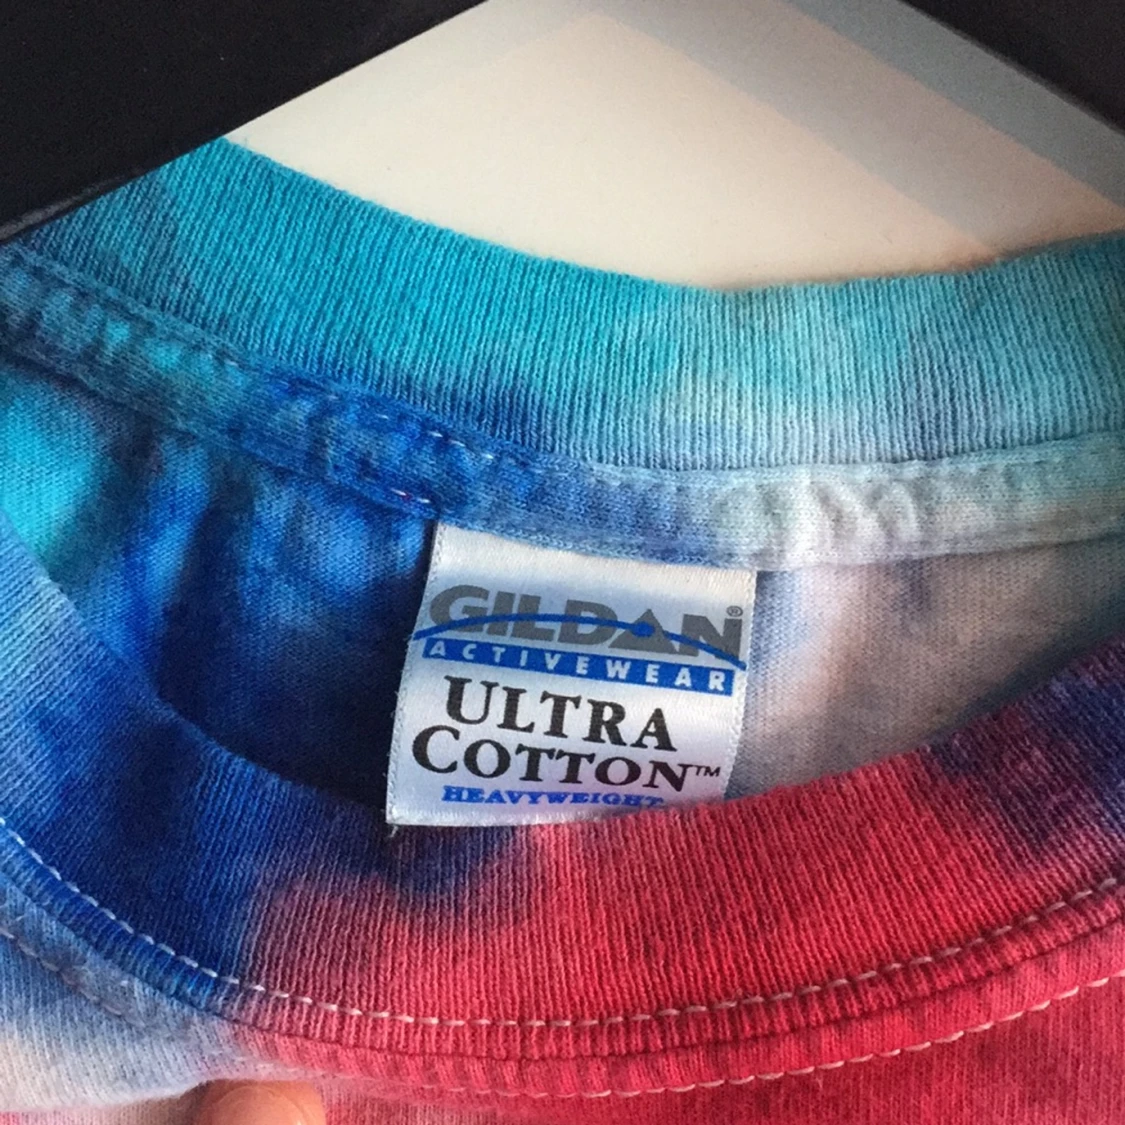 GILDAN®
ACTIVEWEAR
ULTRA
COTTON™
HEAVYWEIGHT